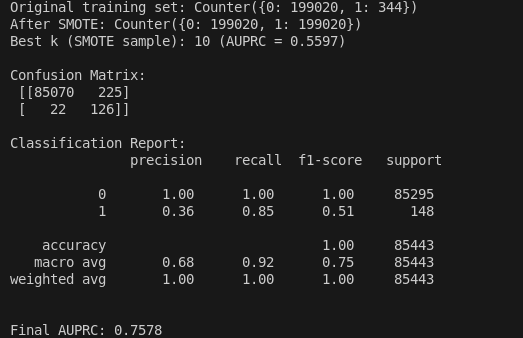 Original training set: Counter({0: 199020, 1: 344})
After SMOTE: Counter({0: 199020, 1: 199020})
Best k (SMOTE sample): 10 (AUPRC = 0.5597)

Confusion Matrix:
 [[85070   225]
 [   22   126]]

Classification Report:
               precision    recall  f1-score   support

           0       1.00      1.00      1.00     85295
           1       0.36      0.85      0.51       148

    accuracy                           1.00     85443
   macro avg       0.68      0.92      0.75     85443
weighted avg       1.00      1.00      1.00     85443

Final AUPRC: 0.7578